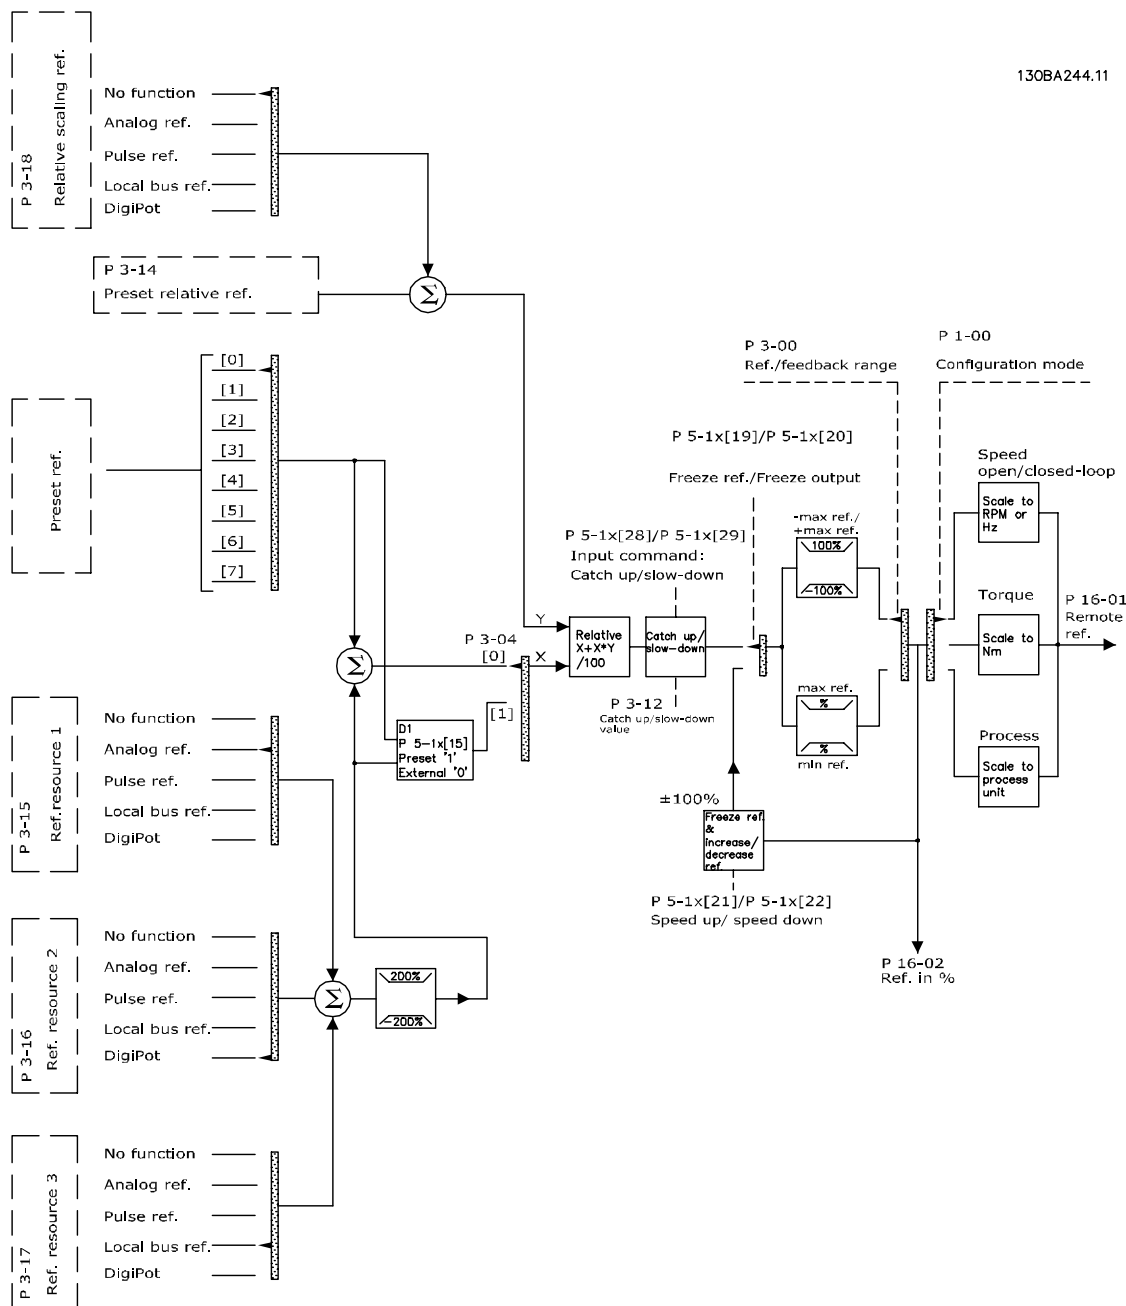 130BA244.11
P 3-18
Relative scaling ref.
No function
Analog ref.
Pulse ref.
Local bus ref.
DigiPot
P 3-14
Preset relative ref.
Σ
Preset ref.
[0]
[1]
[2]
[3]
[4]
[5]
[6]
[7]
P 3-00
Ref./feedback range
P 1-00
Configuration mode
P 5-1x[19]/P 5-1x[20]
Freeze ref./Freeze output
P 5-1x[28]/P 5-1x[29]
Input command:
Catch up/slow-down
Speed
open/closed-loop
Scale to
RPM or
Hz
-max ref./
+max ref.
100%
-100%
Y
X
P 3-04
[0]
[1]
Σ
Relative
X+X*Y
/100
Catch up/
slow-down
P 3-12
Catch up/slow-down
value
Torque
Scale to
Nm
P 16-01
Remote
ref.
max ref.
%
%
min ref.
Process
Scale to
process
unit
D1
P 5-1x[15]
Preset '1'
External '0'
±100%
Freeze ref.
&
increase/
decrease
ref.
P 5-1x[21]/P 5-1x[22]
Speed up/ speed down
P 16-02
Ref. in %
P 3-15
Ref.resource 1
No function
Analog ref.
Pulse ref.
Local bus ref.
DigiPot
P 3-16
Ref. resource 2
No function
Analog ref.
Pulse ref.
Local bus ref.
DigiPot
Σ
200%
-200%
P 3-17
Ref. resource 3
No function
Analog ref.
Pulse ref.
Local bus ref.
DigiPot